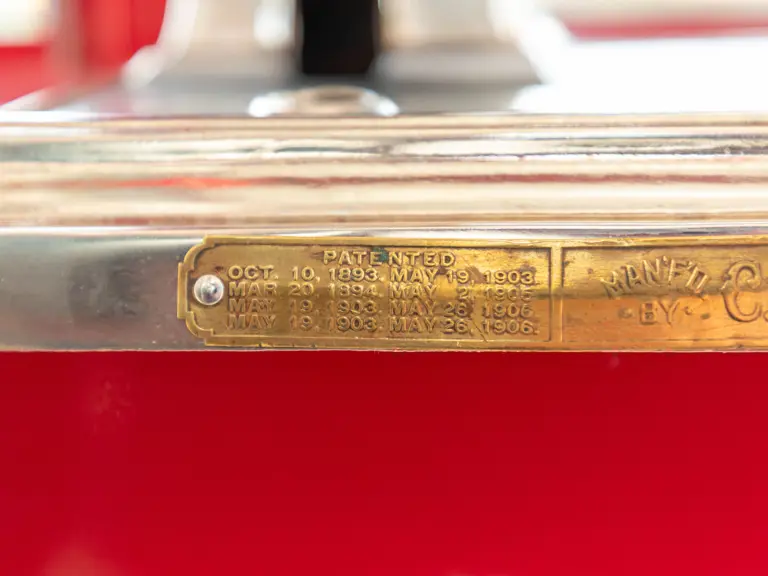 PATENTED
OCT. 10, 1893. MAY 19, 1903.
MAR 20 1894. MAY 2, 1905
MAY 19, 1903. MAY 26, 1906.
MAY 19, 1903. MAY 26, 1906.
MAN'F'D
BY